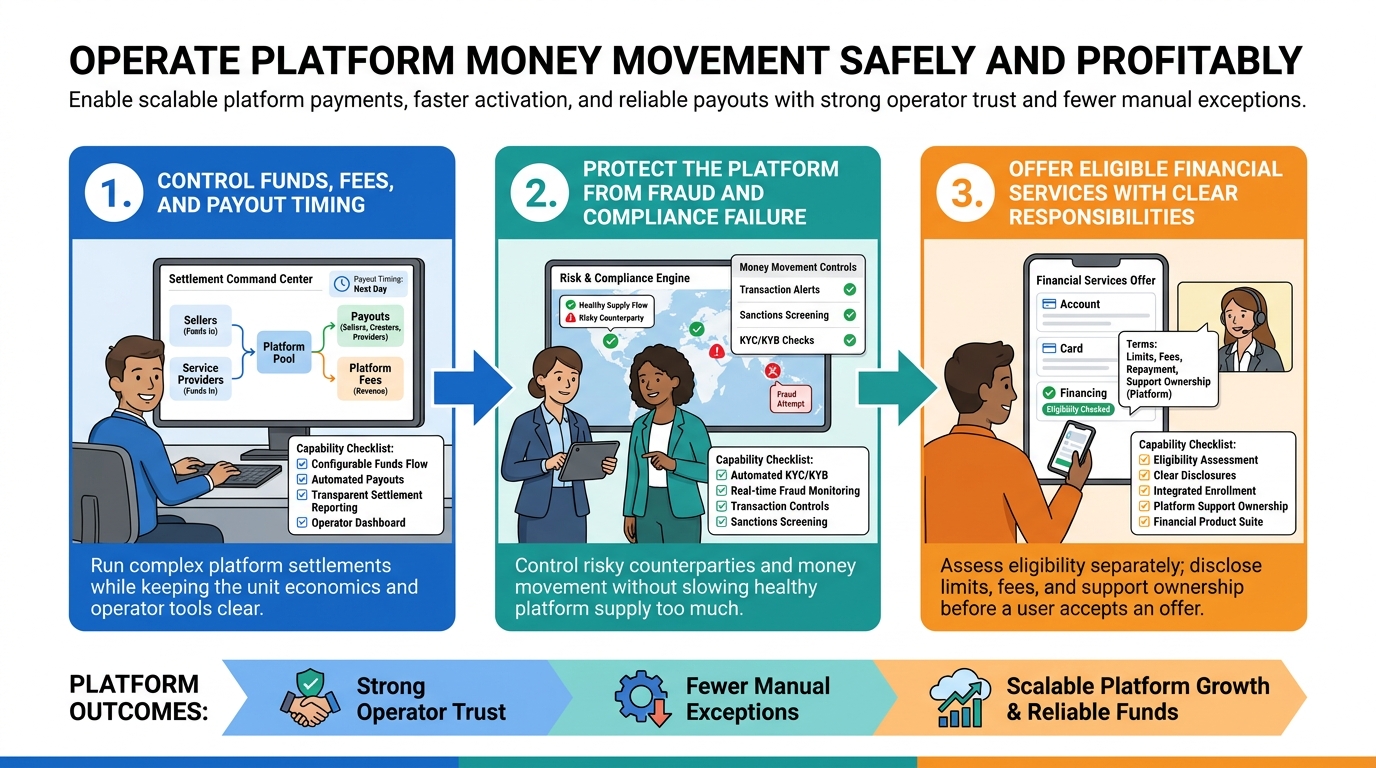 OPERATE PLATFORM MONEY MOVEMENT SAFELY AND PROFITABLY
Enable scalable platform payments, faster activation, and reliable payouts with strong operator trust and fewer manual exceptions.
1.
CONTROL FUNDS, FEES,
AND PAYOUT TIMING
Settlement Command Center
Payout Timing:
Next Day
Sellers
(Funds in)
Service
Providers
(Funds In)
Platform
Pool
Payouts
Providers)
Platform
Fees
(Revenue)
Capability Checklist:
Configurable Funds Flow
Automated Payouts
Transparent Settlement
Reporting
Operator Dashboard
Run complex platform settlements
while keeping the unit economics and
operator tools clear.
2.
PROTECT THE PLATFORM
FROM FRAUD AND
COMPLIANCE FAILURE
Risk & Compliance Engine
Healthy Supply Flow
Risky Counterparty
Money Movement Controls
Transaction Alerts
Sanctions Screening
KYC/KYB Checks
Fraud
Attempt
Capability Checklist:
Automated KYC/KYB
Real-time Fraud Monitoring
Transaction Controls
Sanctions Screening
Control risky counterparties and money
movement without slowing healthy
platform supply too much.
3.
OFFER ELIGIBLE FINANCIAL
SERVICES WITH CLEAR
RESPONSIBILITIES
Financial Services Offer
Account
Card
Financing
Eligibility Checked
Terms:
Limits, Fees,
Repayment,
Support Ownership
(Platform)
Capability Checklist:
Eligibility Assessment
Clear Disclosures
Integrated Enrollment
Platform Support Ownership
Financial Product Suite
Assess eligibility separately; disclose
limits, fees, and support ownership
before a user accepts an offer.
PLATFORM
OUTCOMES:
Strong
Operator Trust
Fewer Manual
Exceptions
Scalable Platform Growth
& Reliable Funds